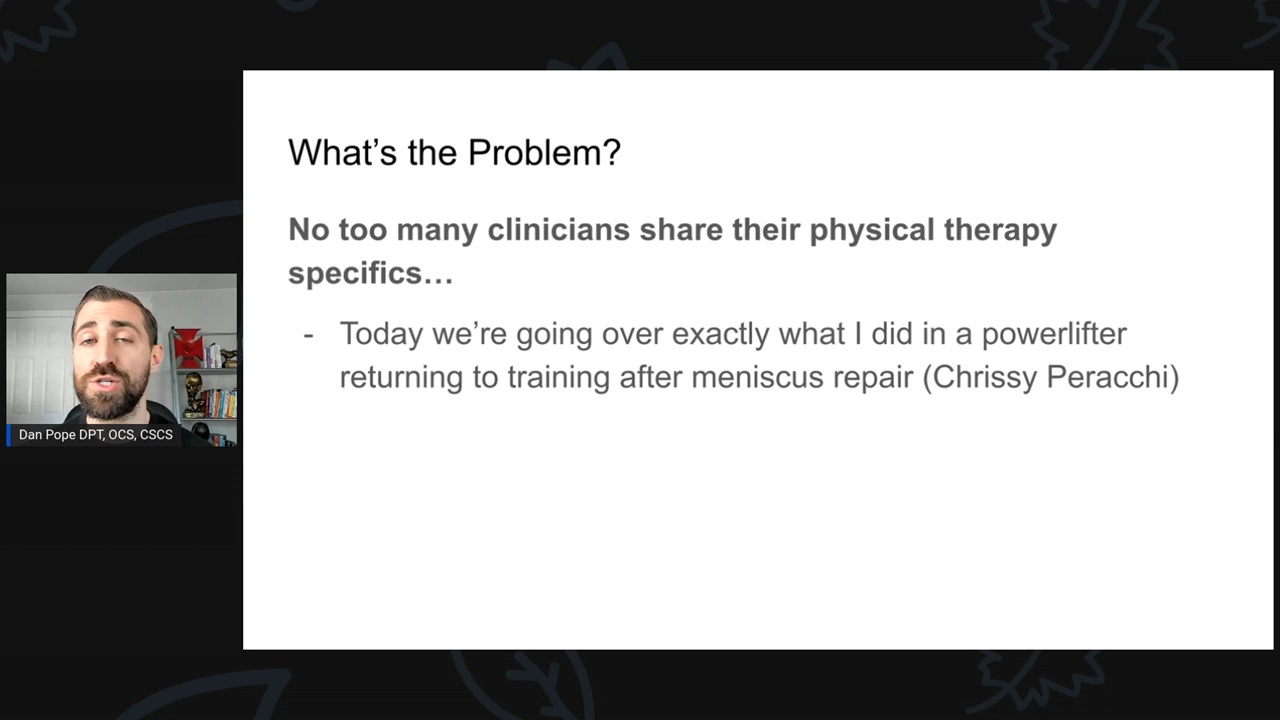 What's the Problem?
No too many clinicians share their physical therapy
specifics…
- Today we're going over exactly what I did in a powerlifter
returning to training after meniscus repair (Chrissy Peracchi)
Dan Pope DPT, OCS, CSCS